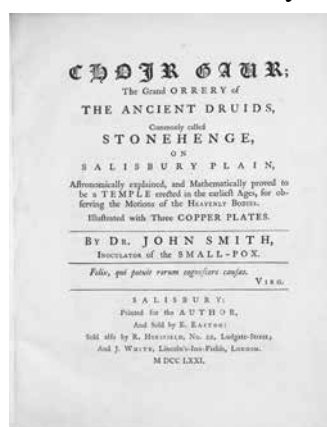 CHOIR GAUR;
The Grand ORRERY of
THE ANCIENT DRUIDS,
Commonly called
STONEHENGE,
ON
SALISBURY PLAIN,
Aſtronomically explained, and Mathematically proved to
be a TEMPLE erected in the earlieſt Ages, for ob-
ſerving the Motions of the HEAVENLY BODIES.
Illuſtrated with Three COPPER PLATES.
BY DR. JOHN SMITH,
INOCULATOR of the SMALL-POX.
Felix, qui potuit rerum cognoſcere cauſas.
VIRG.
SALISBURY:
Printed for the AUTHOR,
And Sold by E. EASTON:
Sold alſo by R. HORSFIELD, No. 22, Ludgate-Street;
And J. WHITE, Lincoln's-Inn-Fields, LONDON.
M DCC LXXI.